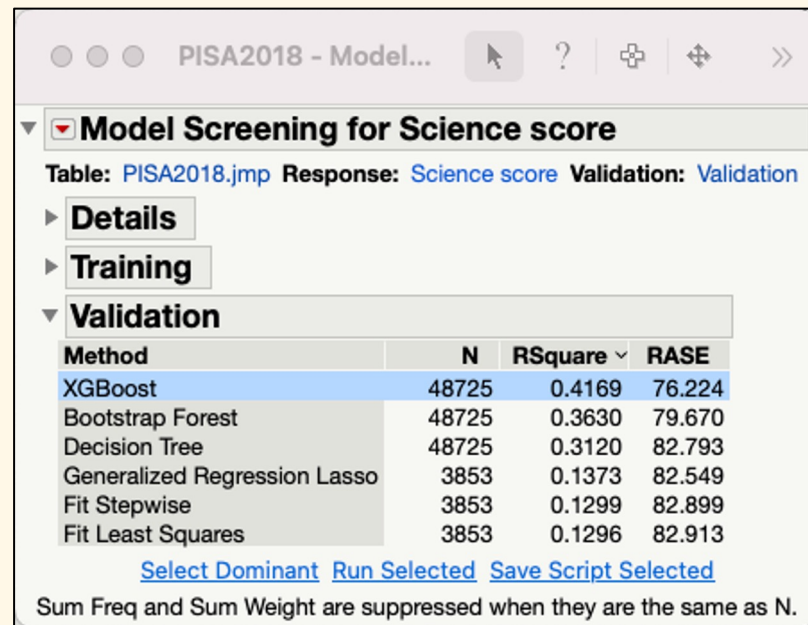 PISA2018 - Model...
Model Screening for Science score
Table: PISA2018.jmp Response: Science score Validation: Validation
Details
Training
Validation
Method N RSquare RASE
XGBoost 48725 0.4169 76.224
Bootstrap Forest 48725 0.3630 79.670
Decision Tree 48725 0.3120 82.793
Generalized Regression Lasso 3853 0.1373 82.549
Fit Stepwise 3853 0.1299 82.899
Fit Least Squares 3853 0.1296 82.913
Select Dominant Run Selected Save Script Selected
Sum Freq and Sum Weight are suppressed when they are the same as N.